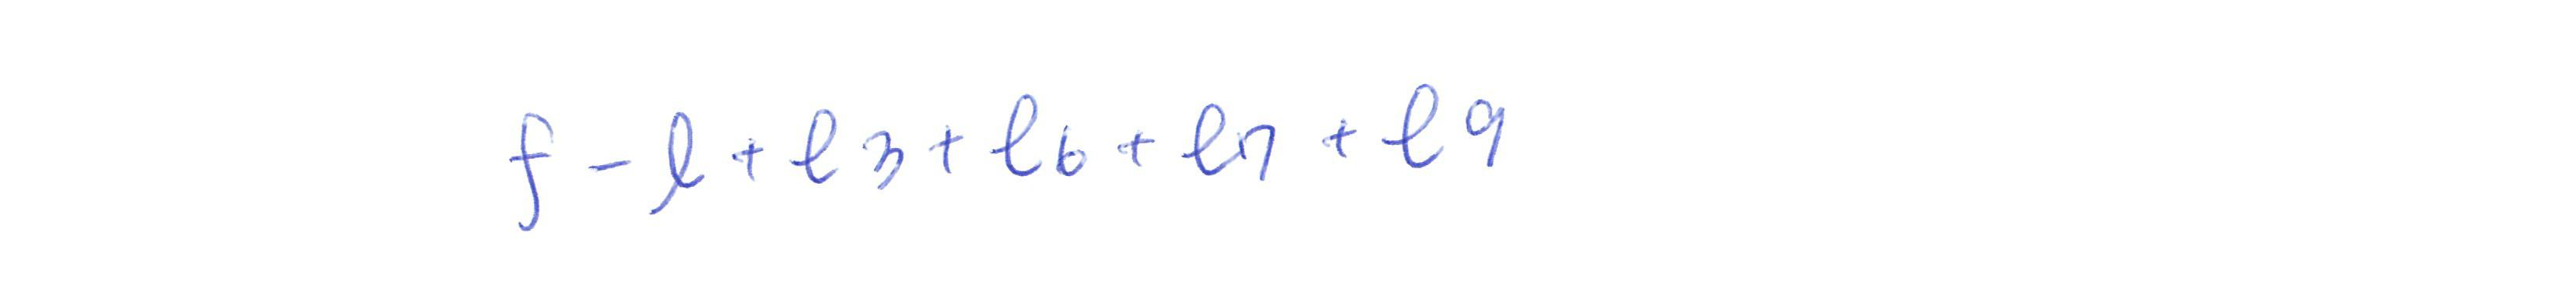 f - l + l3 + l6 + l7 + l9